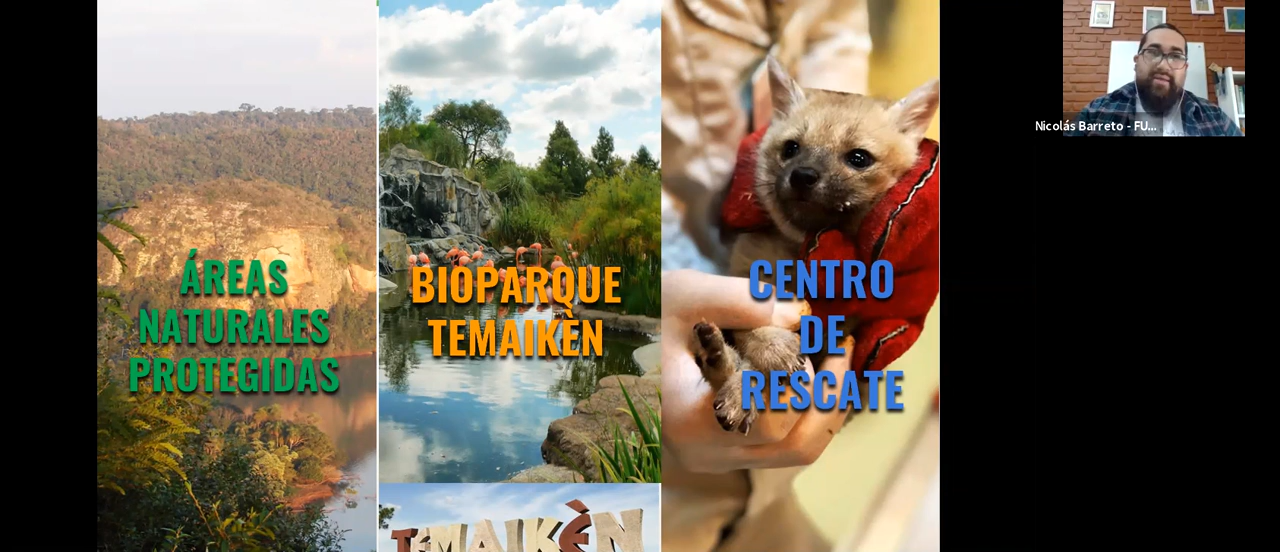 ÁREAS
NATURALES
PROTEGIDAS
BIOPARQUE
TEMAIKÈN
TEMAIKÈN
CENTRO
DE
RESCATE
Nicolás Barreto - FU...